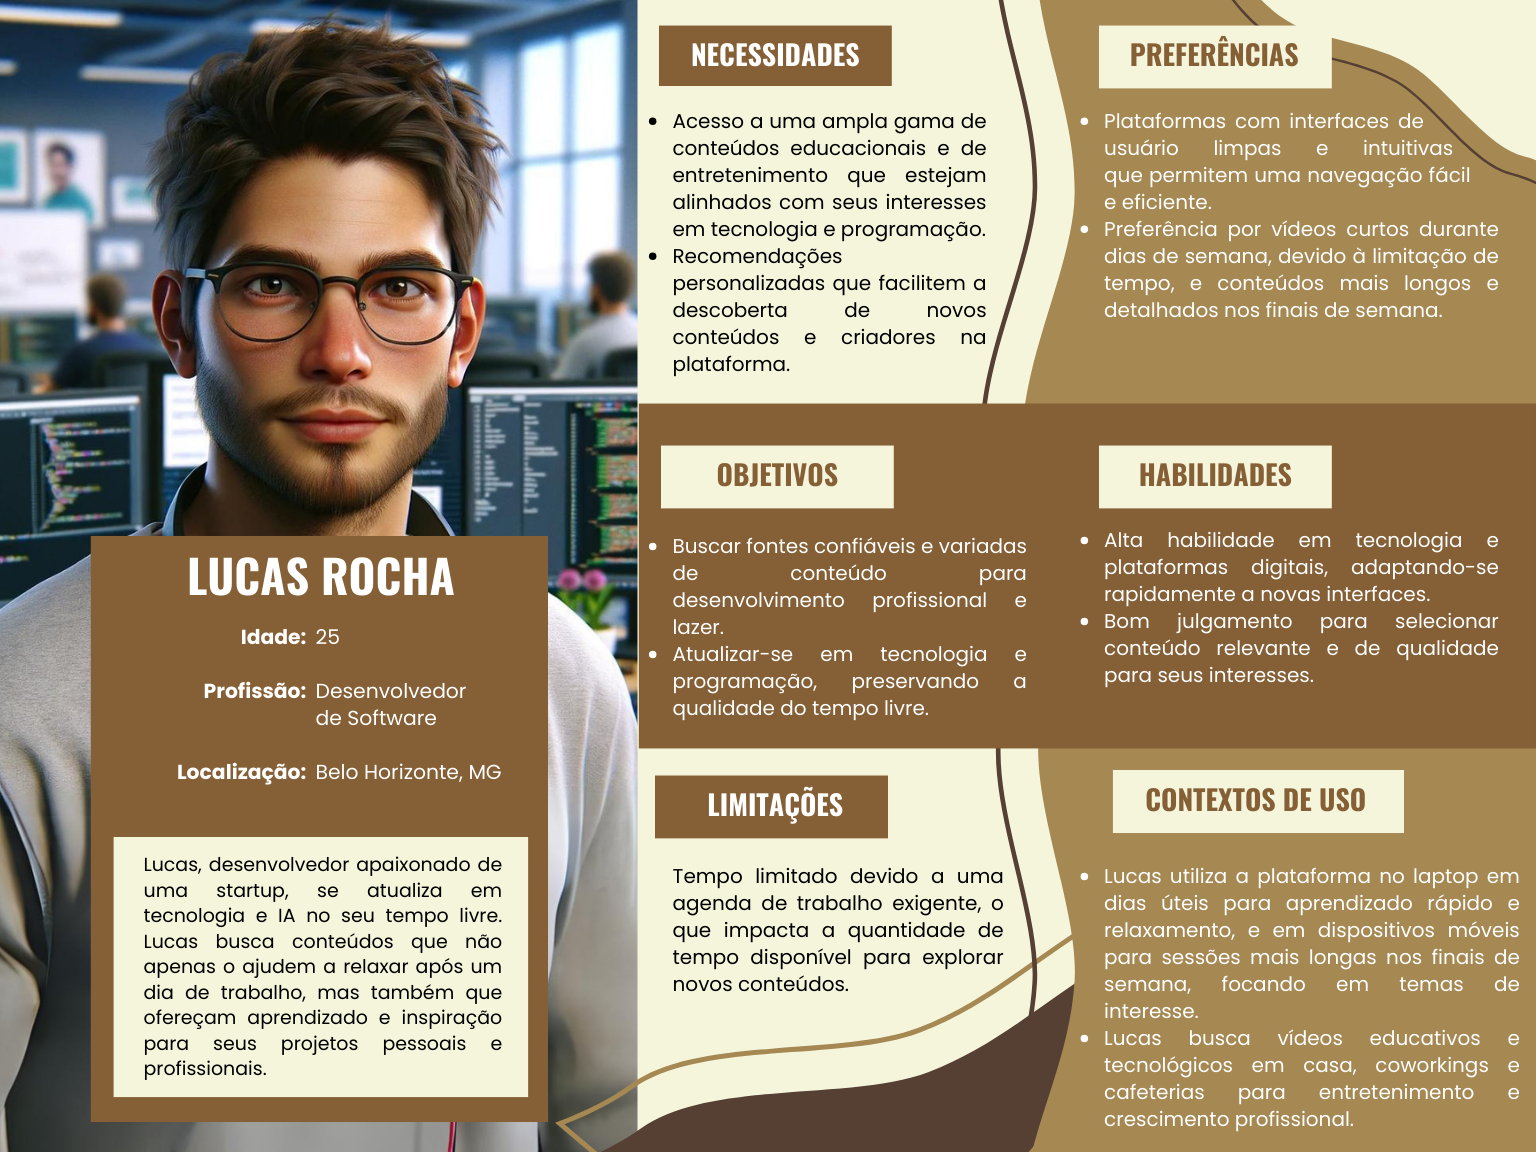 LUCAS ROCHA
Idade: 25
Profissão: Desenvolvedor
de Software
Localização: Belo Horizonte, MG
Lucas, desenvolvedor apaixonado de
uma startup, se atualiza em
tecnologia e IA no seu tempo livre.
Lucas busca conteúdos que não
apenas o ajudem a relaxar após um
dia de trabalho, mas também que
ofereçam aprendizado e inspiração
para seus projetos pessoais e
profissionais.
NECESSIDADES
Acesso a uma ampla gama de
conteúdos educacionais e de
entretenimento que estejam
alinhados com seus interesses
em tecnologia e programação.
Recomendações
personalizadas que facilitem a
descoberta de novos
conteúdos e criadores na
plataforma.
PREFERÊNCIAS
Plataformas com interfaces de
usuário limpas e intuitivas
que permitem uma navegação fácil
e eficiente.
Preferência por vídeos curtos durante
dias de semana, devido à limitação de
tempo, e conteúdos mais longos e
detalhados nos finais de semana.
OBJETIVOS
Buscar fontes confiáveis e variadas
de conteúdo para
desenvolvimento profissional e
lazer.
Atualizar-se em tecnologia e
programação, preservando a
qualidade do tempo livre.
HABILIDADES
Alta habilidade em tecnologia e
plataformas digitais, adaptando-se
rapidamente a novas interfaces.
Bom julgamento para selecionar
conteúdo relevante e de qualidade
para seus interesses.
LIMITAÇÕES
Tempo limitado devido a uma
agenda de trabalho exigente, o
que impacta a quantidade de
tempo disponível para explorar
novos conteúdos.
CONTEXTOS DE USO
Lucas utiliza a plataforma no laptop em
dias úteis para aprendizado rápido e
relaxamento, e em dispositivos móveis
para sessões mais longas nos finais de
semana, focando em temas de
interesse.
Lucas busca vídeos educativos e
tecnológicos em casa, coworkings e
cafeterias para entretenimento e
crescimento profissional.